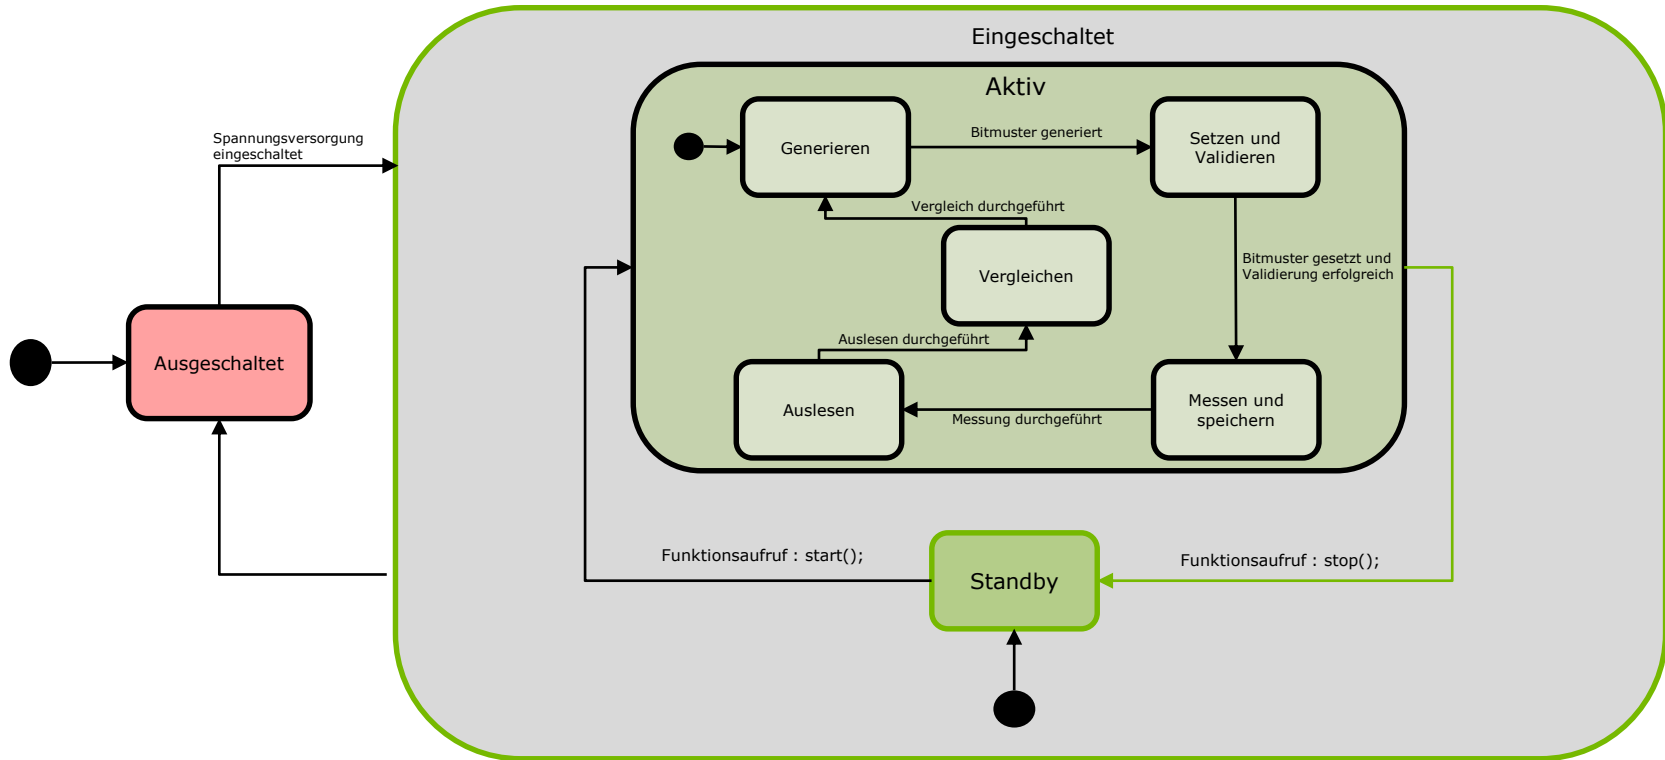 Eingeschaltet
Aktiv
Spannungsversorgung
eingeschaltet
Generieren
Bitmuster generiert
Setzen und
Validieren
Vergleich durchgeführt
Vergleichen
Bitmuster gesetzt und
Validierung erfolgreich
Auslesen durchgeführt
Ausgeschaltet
Auslesen
Messung durchgeführt
Messen und
speichern
Funktionsaufruf : start();
Standby
Funktionsaufruf : stop();